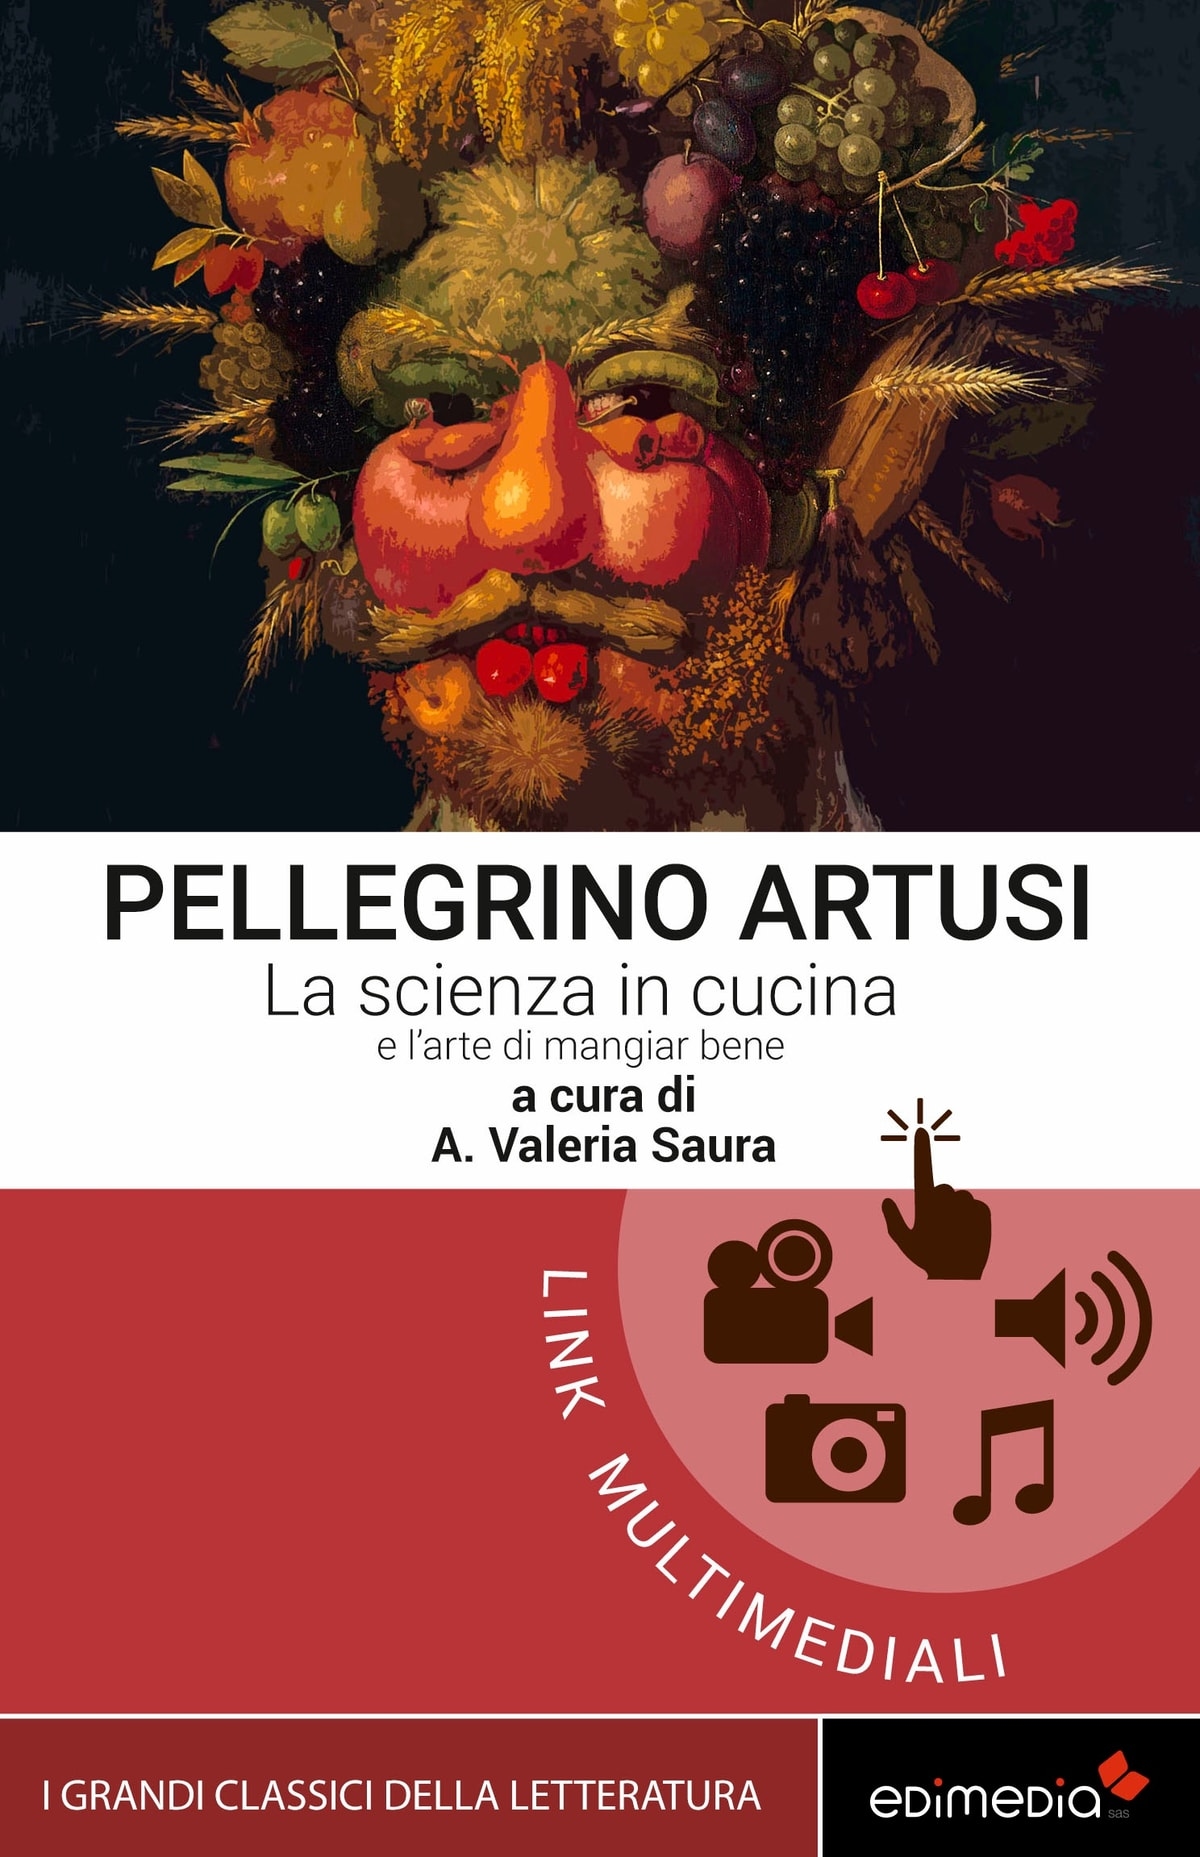 PELLEGRINO ARTUSI
La scienza in cucina
e l'arte di mangiar bene
a cura di
A. Valeria Saura
LINK MULTIMEDIALI
I GRANDI CLASSICI DELLA LETTERATURA
edimedia
sas